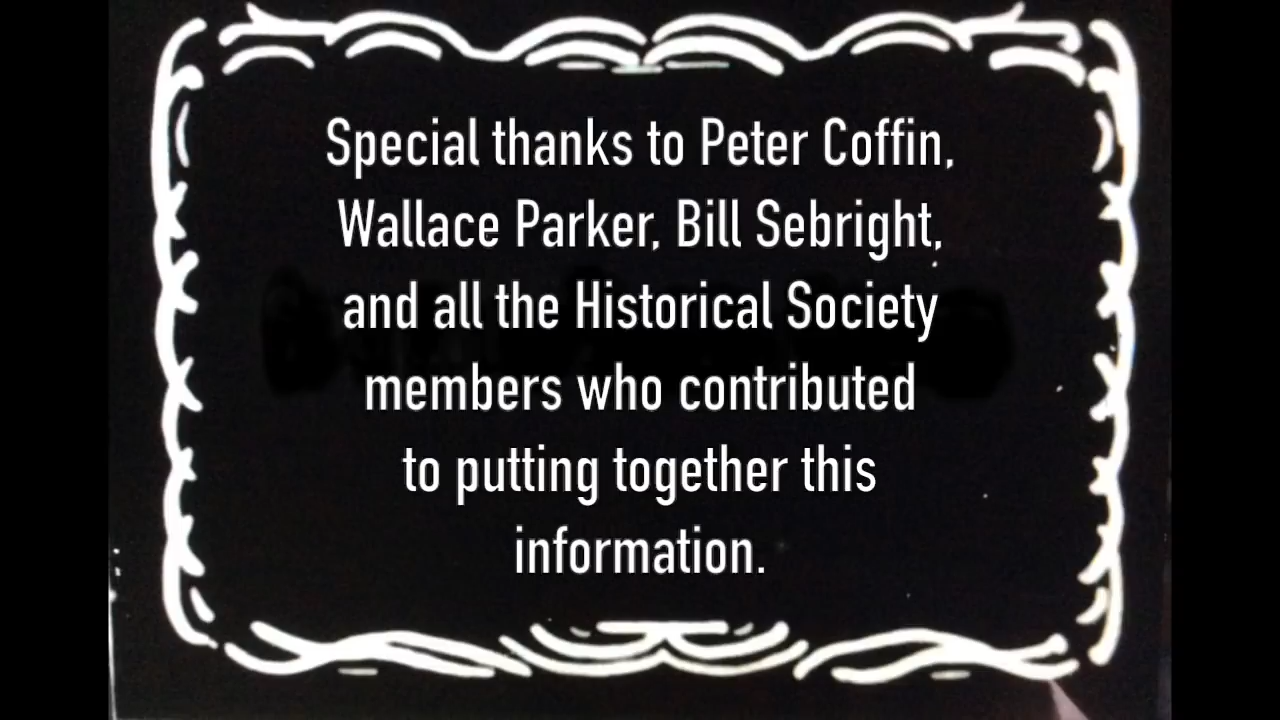 Special thanks to Peter Coffin,
Wallace Parker, Bill Sebright,
and all the Historical Society
members who contributed
to putting together this
information.